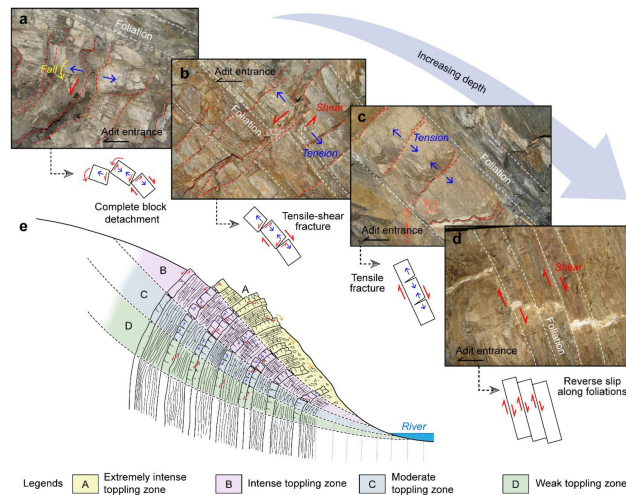 a
Foliation
Fall
Adit entrance
Increasing depth
b
Foliation
Shear
Adit entrance
Tension
c
Tension
Foliation
Adit entrance
Complete block
detachment
Tensile-shear
fracture
Tensile
fracture
d
Shear
Foliation
Adit entrance
Reverse slip
along foliations
e
B
A
C
D
River
Legends
A
Extremely intense
toppling zone
B
Intense toppling zone
C
Moderate
toppling zone
D
Weak toppling zone